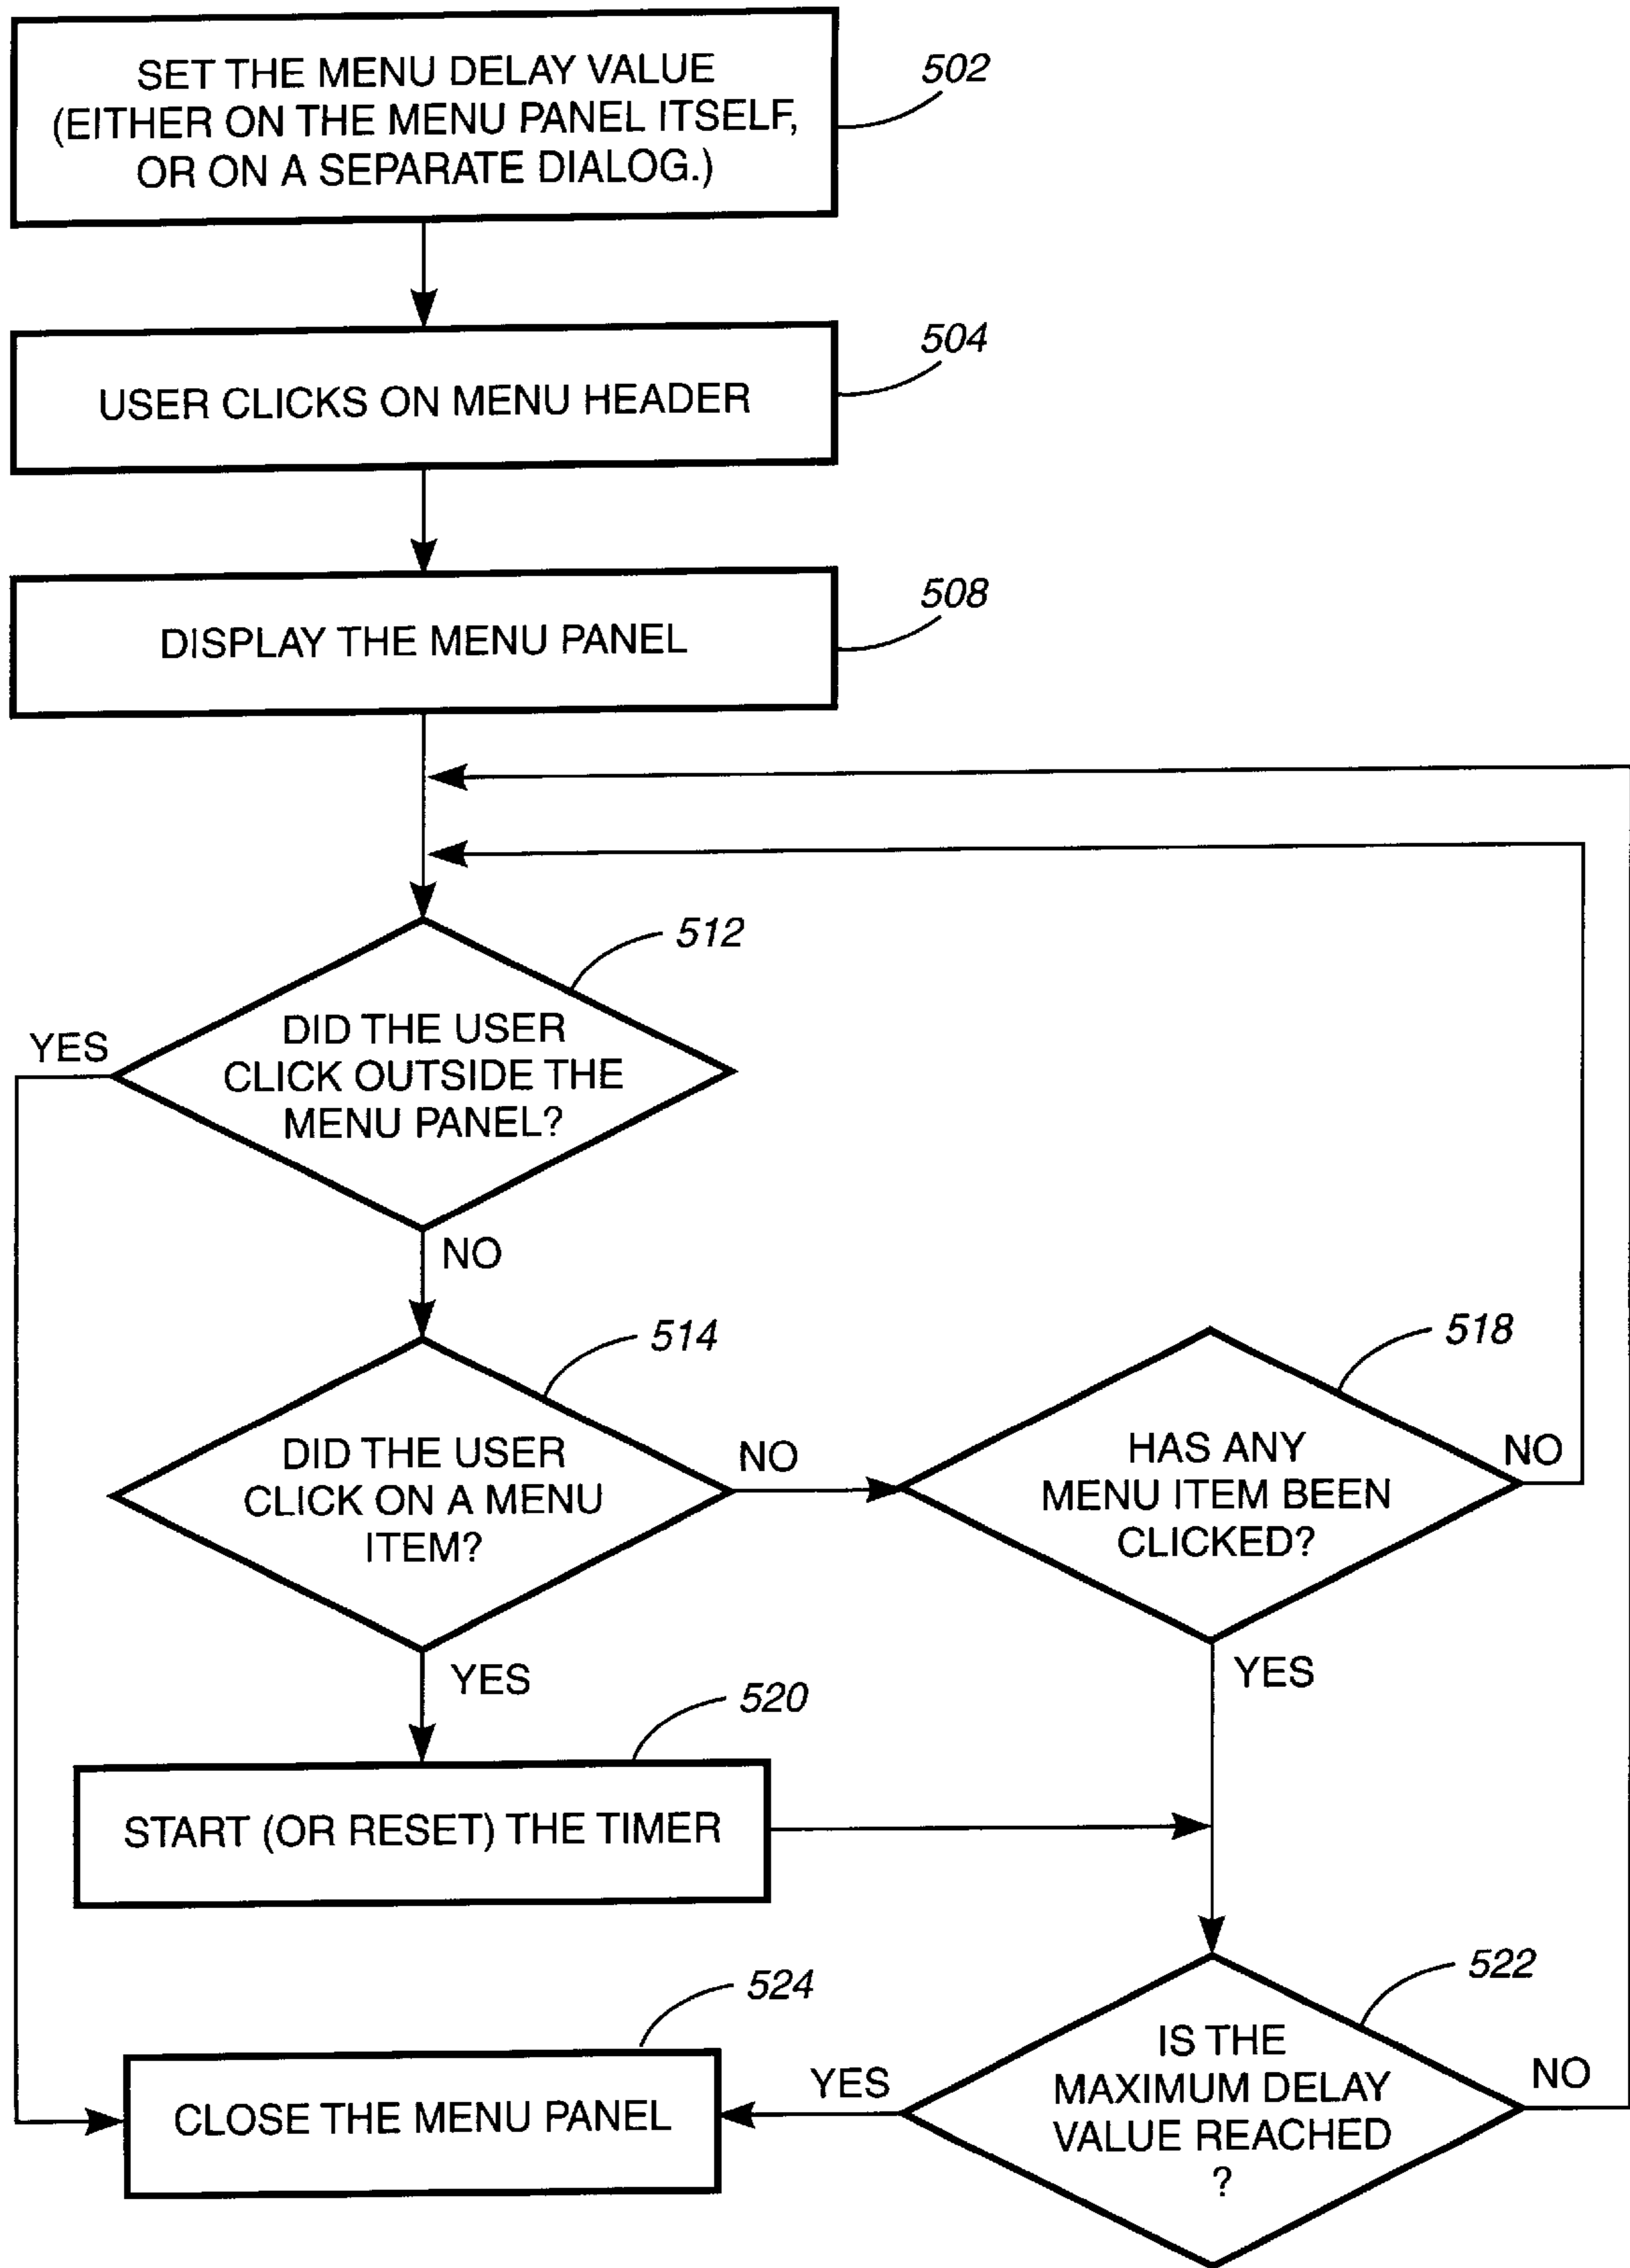 SET THE MENU DELAY VALUE
(EITHER ON THE MENU PANEL ITSELF,
OR ON A SEPARATE DIALOG.)
502
USER CLICKS ON MENU HEADER
504
DISPLAY THE MENU PANEL
508
512
YES
DID THE USER
CLICK OUTSIDE THE
MENU PANEL?
NO
514
DID THE USER
CLICK ON A MENU
ITEM?
NO
518
HAS ANY
MENU ITEM BEEN
CLICKED?
NO
YES
YES
520
START (OR RESET) THE TIMER
524
CLOSE THE MENU PANEL
YES
522
IS THE
MAXIMUM DELAY
VALUE REACHED
?
NO